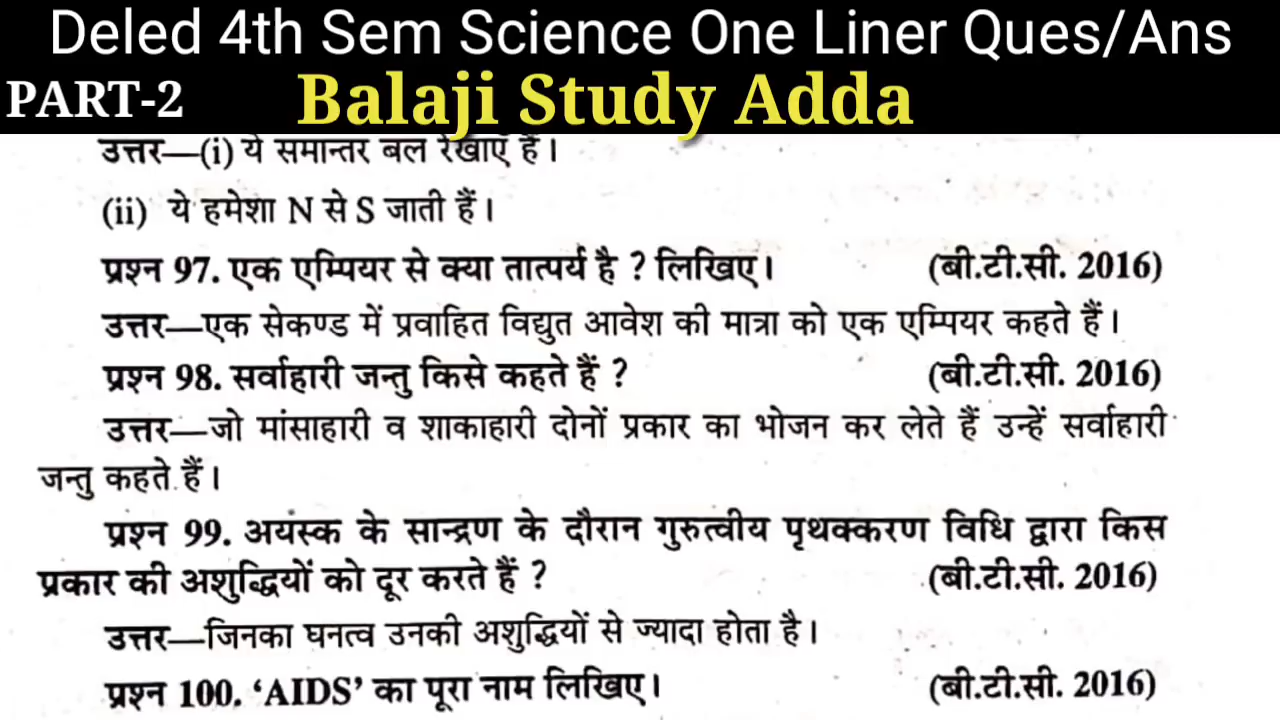 Deled 4th Sem Science One Liner Ques/Ans
PART-2 Balaji Study Adda
उत्तर—(i) ये समान्तर बल रेखाएँ हैं।
(ii) ये हमेशा N से S जाती हैं।
प्रश्न 97. एक एम्पियर से क्या तात्पर्य है ? लिखिए। (बी.टी.सी. 2016)
उत्तर—एक सेकण्ड में प्रवाहित विद्युत आवेश की मात्रा को एक एम्पियर कहते हैं।
प्रश्न 98. सर्वाहारी जन्तु किसे कहते हैं ? (बी.टी.सी. 2016)
उत्तर—जो मांसाहारी व शाकाहारी दोनों प्रकार का भोजन कर लेते हैं उन्हें सर्वाहारी
जन्तु कहते हैं।
प्रश्न 99. अयस्क के सान्द्रण के दौरान गुरुत्वीय पृथक्करण विधि द्वारा किस
प्रकार की अशुद्धियों को दूर करते हैं ? (बी.टी.सी. 2016)
उत्तर—जिनका घनत्व उनकी अशुद्धियों से ज्यादा होता है।
प्रश्न 100. ‘AIDS’ का पूरा नाम लिखिए। (बी.टी.सी. 2016)